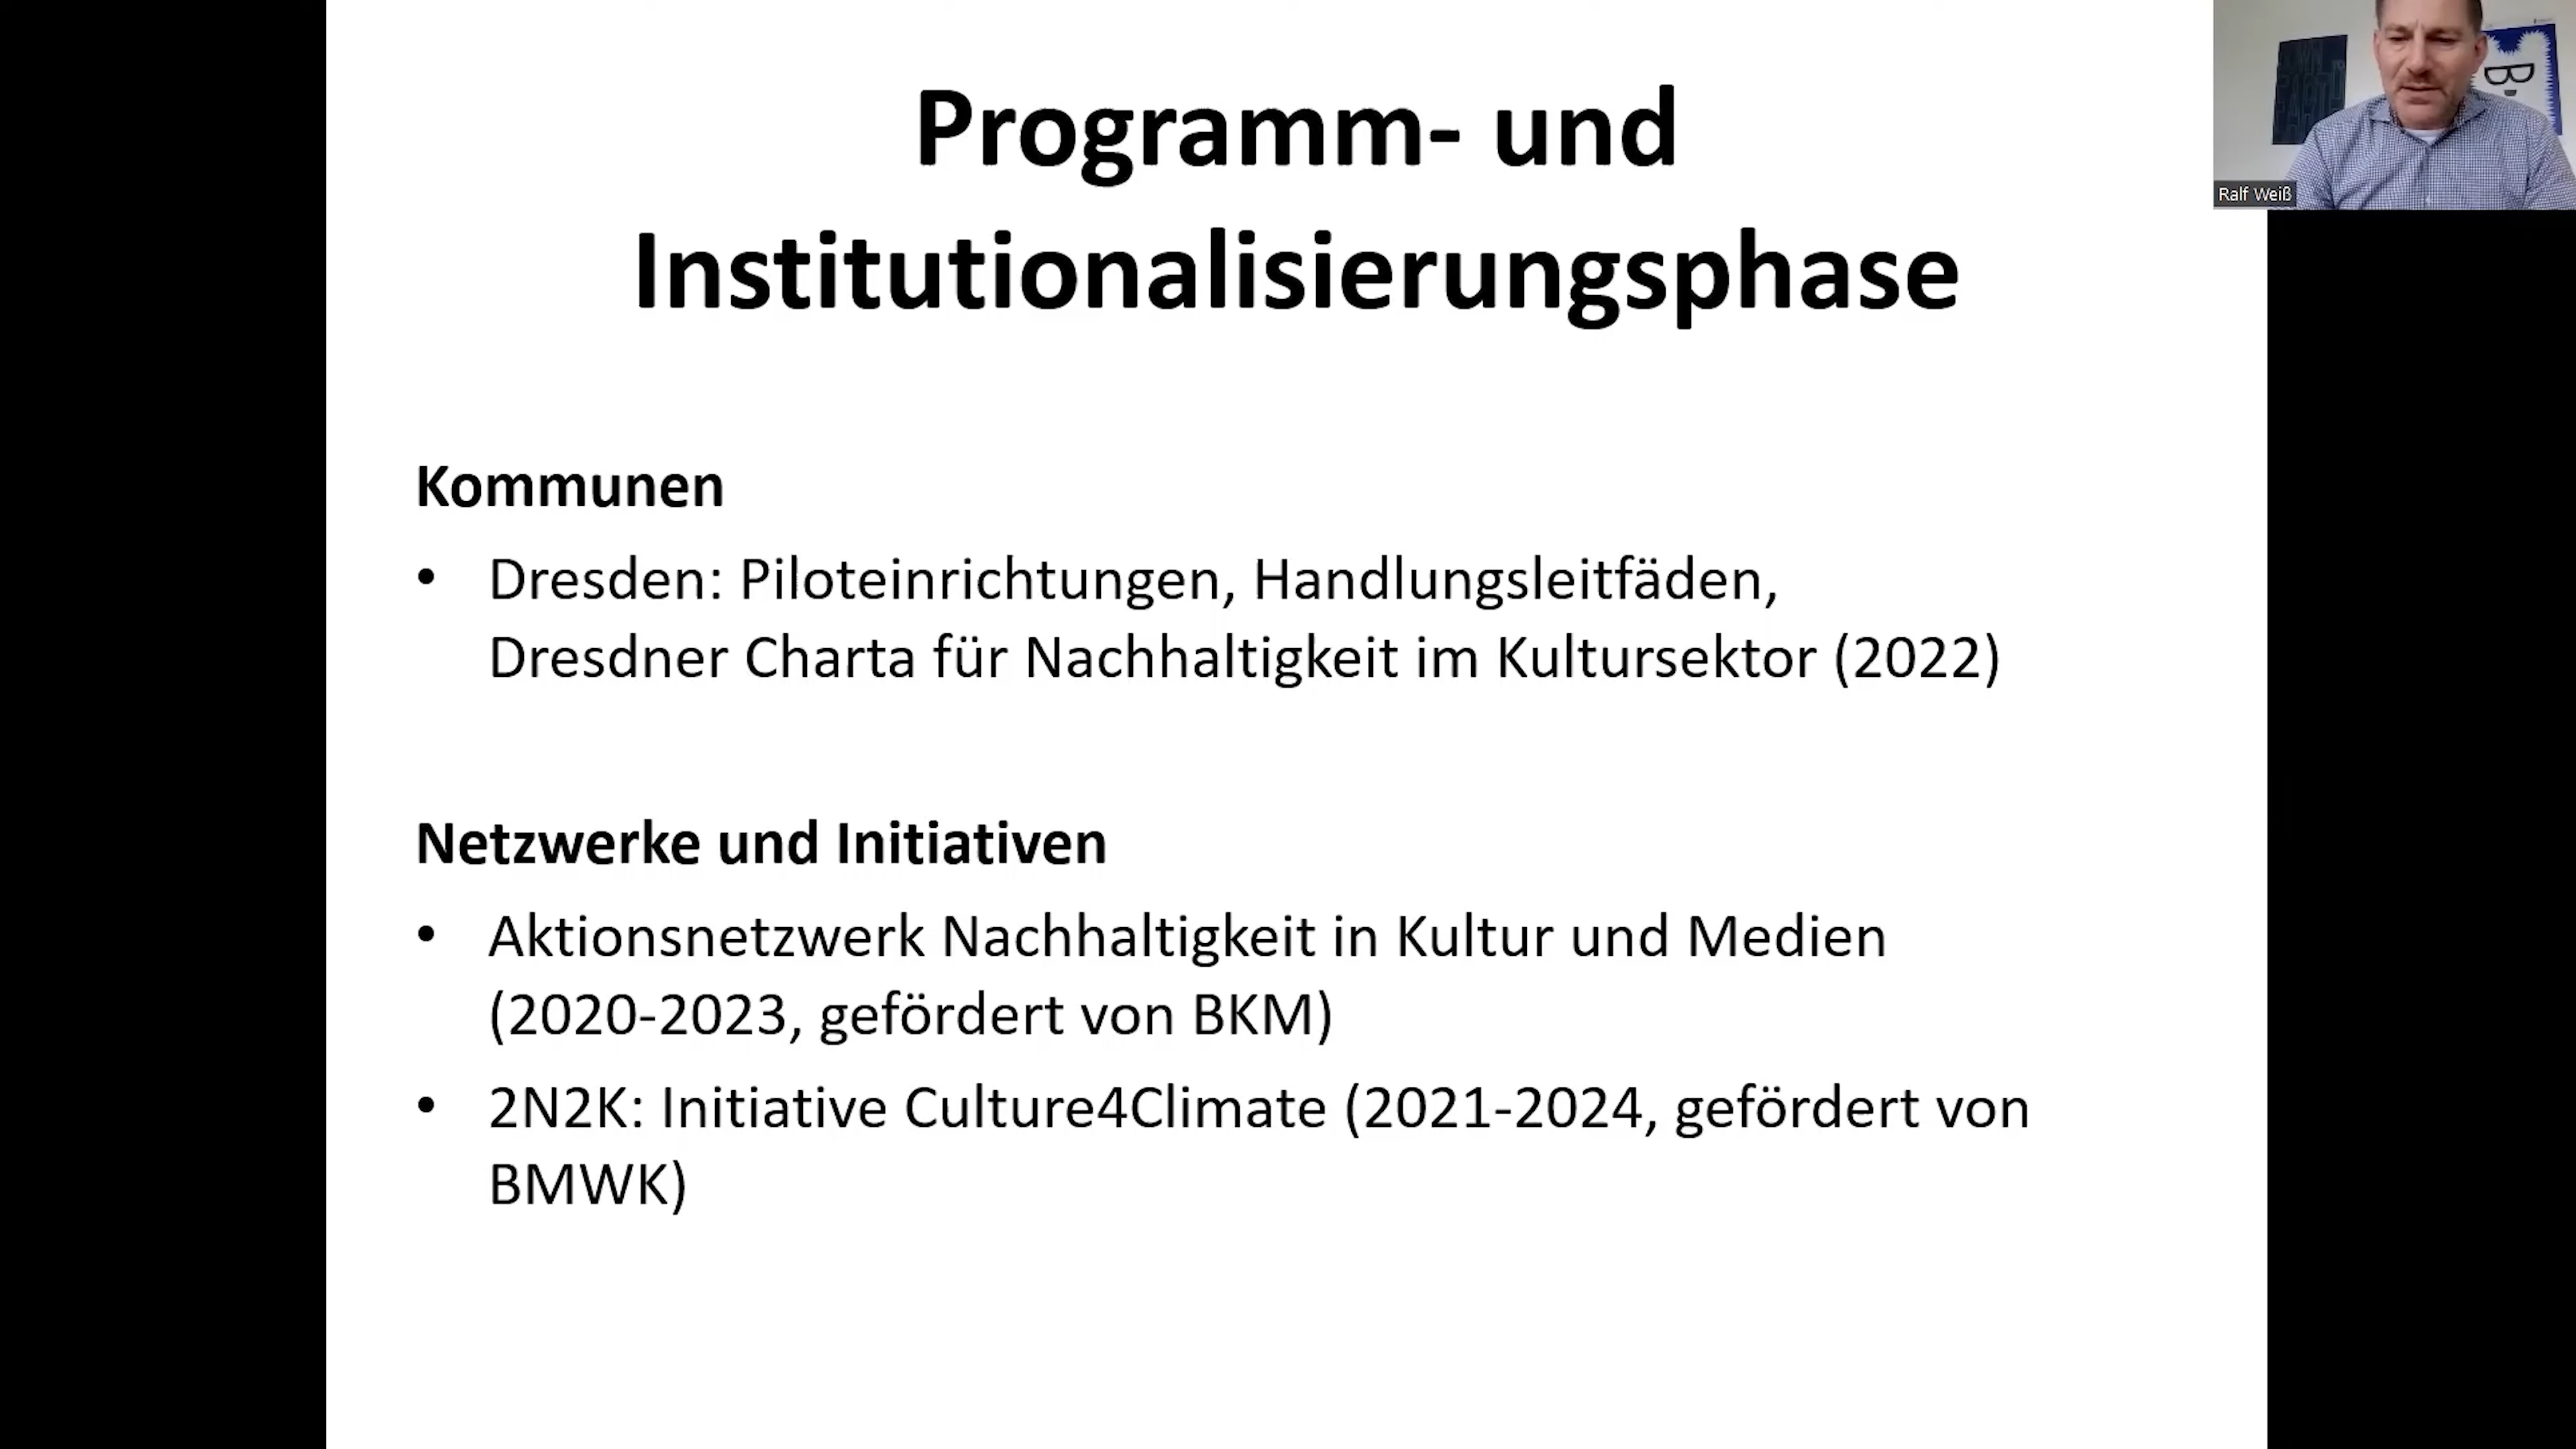 Programm- und
Institutionalisierungsphase
Ralf Weiß
Kommunen
• Dresden: Piloteinrichtungen, Handlungsleitfäden,
Dresdner Charta für Nachhaltigkeit im Kultursektor (2022)
Netzwerke und Initiativen
• Aktionsnetzwerk Nachhaltigkeit in Kultur und Medien
(2020-2023, gefördert von BKM)
• 2N2K: Initiative Culture4Climate (2021-2024, gefördert von
BMWK)